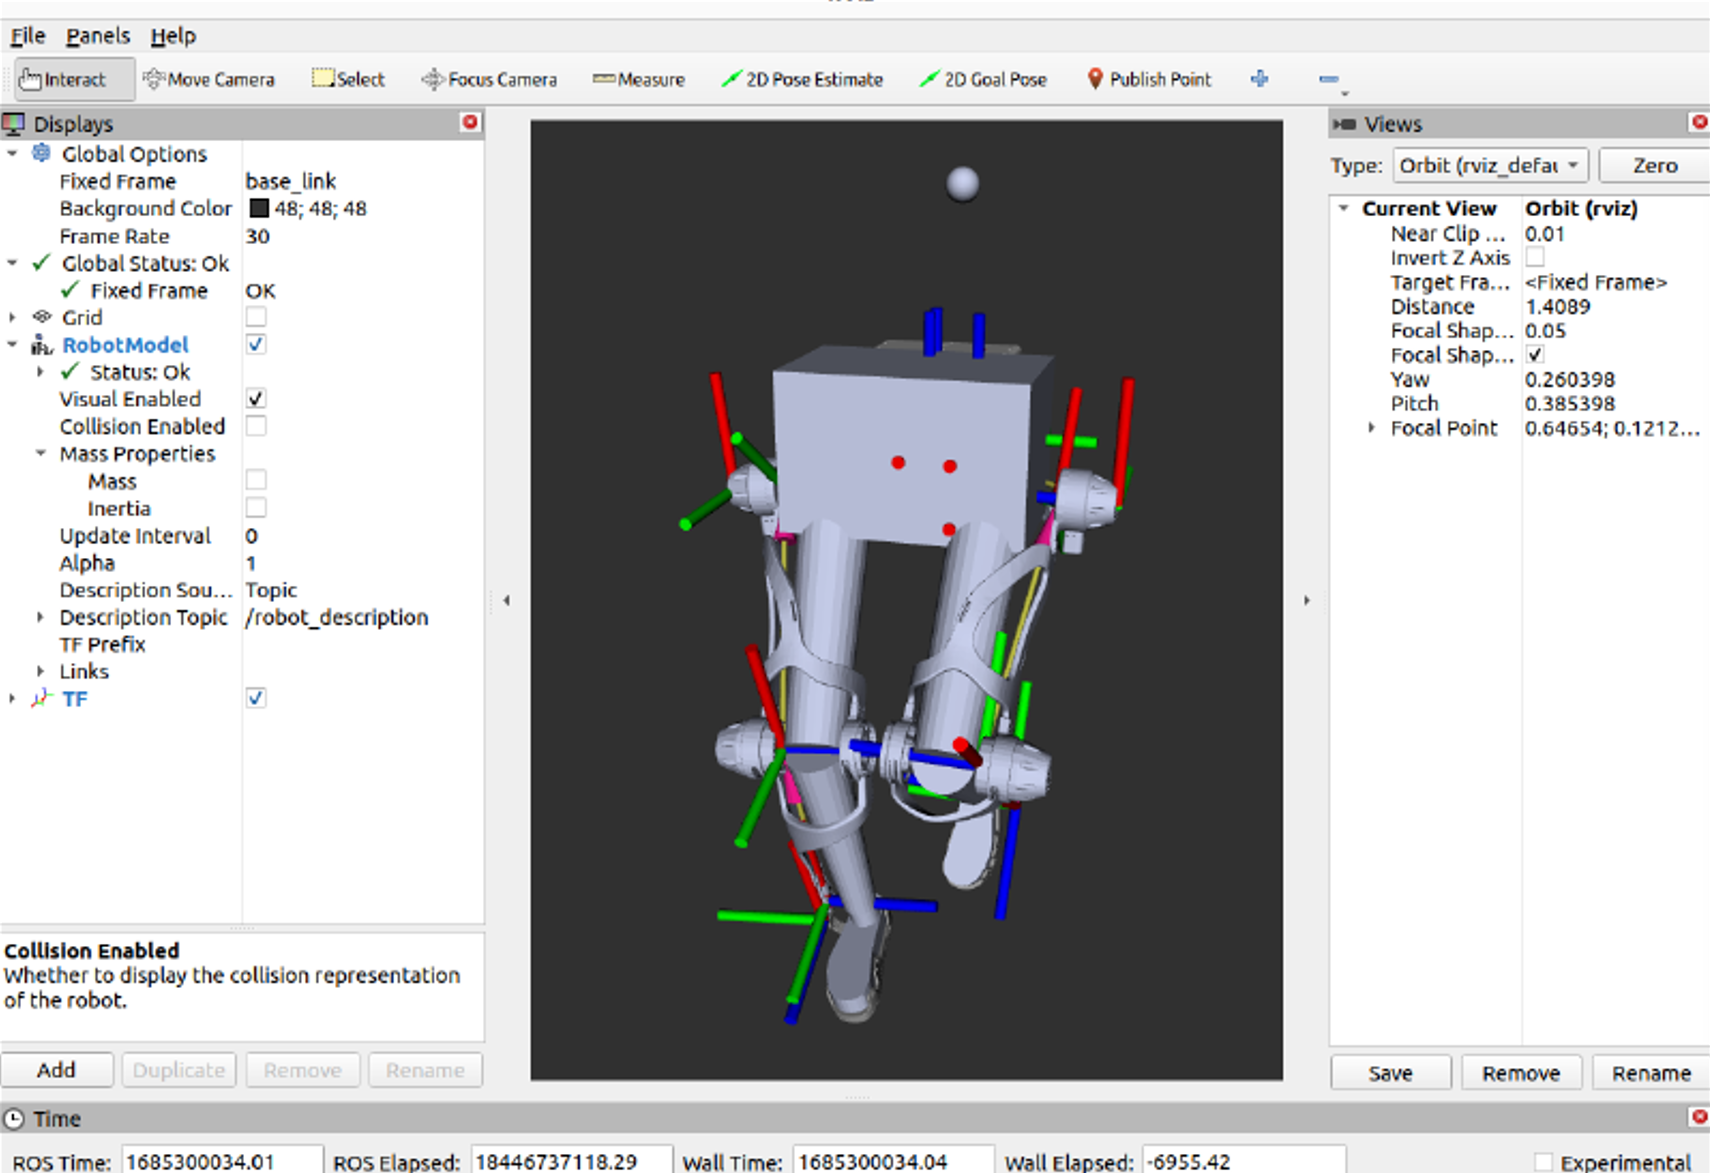 File Panels Help
Interact Move Camera Select Focus Camera Measure 2D Pose Estimate 2D Goal Pose Publish Point
Displays
Global Options
Fixed Frame base_link
Background Color 48; 48; 48
Frame Rate 30
Global Status: Ok
Fixed Frame OK
Grid
RobotModel
Status: Ok
Visual Enabled
Collision Enabled
Mass Properties
Mass
Inertia
Update Interval 0
Alpha 1
Description Sou... Topic
Description Topic /robot_description
TF Prefix
Links
TF
Collision Enabled
Whether to display the collision representation
of the robot.
Add Duplicate Remove Rename
Views
Type: Orbit (rviz_defau Zero
Current View Orbit (rviz)
Near Clip ... 0.01
Invert Z Axis
Target Fra... <Fixed Frame>
Distance 1.4089
Focal Shap... 0.05
Focal Shap...
Yaw 0.260398
Pitch 0.385398
Focal Point 0.64654; 0.1212...
Save Remove Rename
Time
ROS Time: 1685300034.01 ROS Elapsed: 18446737118.29 Wall Time: 1685300034.04 Wall Elapsed: -6955.42 Experimental